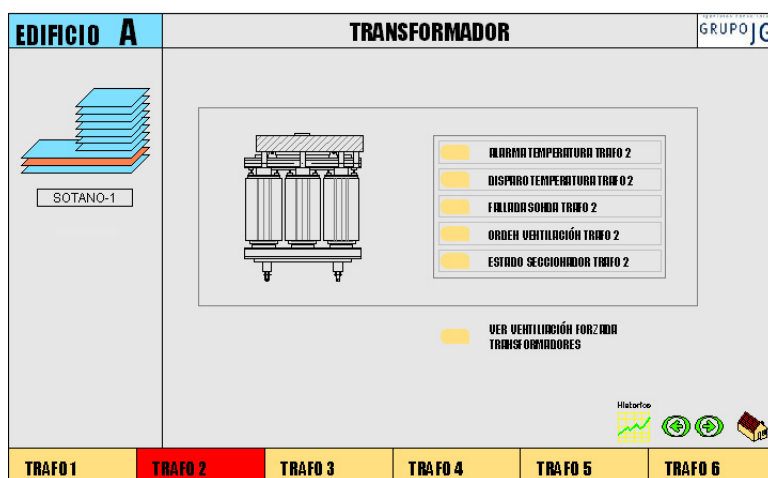 EDIFICIO A
TRANSFORMADOR
GRUPO JG
SOTANO-1
ALARMA TEMPERATURA TRAFO 2
DISPARO TEMPERATURA TRAFO 2
FALLADA SONDA TRAFO 2
ORDEN VENTILACIÓN TRAFO 2
ESTADO SECCIONADOR TRAFO 2
VER VENTILIACIÓN FORZADA
TRANSFORMADORES
Historico
TRAFO 1
TRAFO 2
TRAFO 3
TRAFO 4
TRAFO 5
TRAFO 6